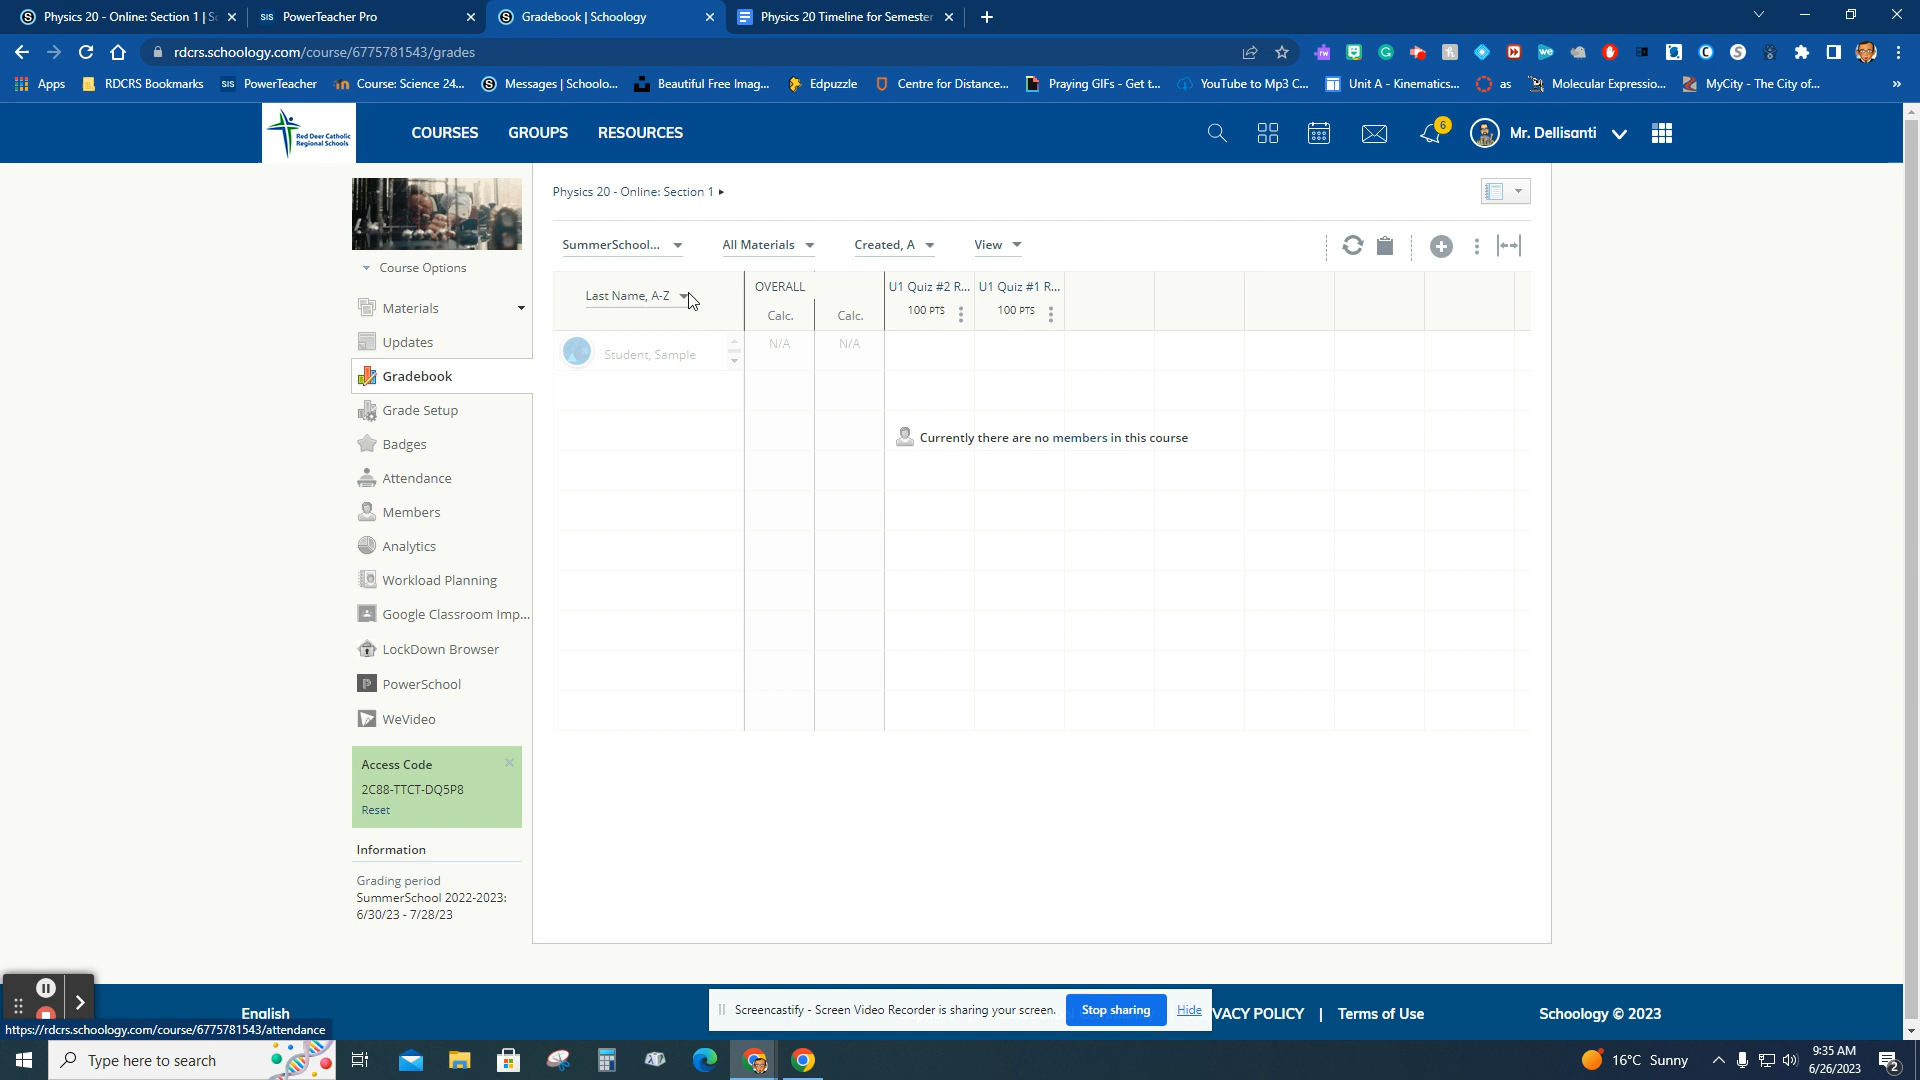 Physics 20 - Online: Section 1 | Sc
SIS PowerTeacher Pro
Gradebook | Schoology
Physics 20 Timeline for Semester
rdcrs.schoology.com/course/6775781543/grades
Apps
RDCRS Bookmarks
SIS PowerTeacher
Course: Science 24...
Messages | Schoolo...
Beautiful Free Imag...
Edpuzzle
Centre for Distance...
Praying GIFs - Get t...
YouTube to Mp3 C...
Unit A - Kinematics...
as
Molecular Expressio...
MyCity - The City of...
»
Red Deer Catholic
Regional Schools
COURSES
GROUPS
RESOURCES
6
Mr. Dellisanti
Course Options
Materials
Updates
Gradebook
Grade Setup
Badges
Attendance
Members
Analytics
Workload Planning
Google Classroom Imp...
LockDown Browser
PowerSchool
WeVideo
Access Code
2C88-TTCT-DQ5P8
Reset
Information
Grading period
SummerSchool 2022-2023:
6/30/23 - 7/28/23
Physics 20 - Online: Section 1
SummerSchool...
All Materials
Created, A
View
Last Name, A-Z
OVERALL
Calc.
Calc.
U1 Quiz #2 R...
100 PTS
U1 Quiz #1 R...
100 PTS
Student, Sample
N/A
N/A
Currently there are no members in this course
English
Screencastify - Screen Video Recorder is sharing your screen.
Stop sharing
Hide
VACY POLICY | Terms of Use
Schoology © 2023
https://rdcrs.schoology.com/course/6775781543/attendance
Type here to search
16°C Sunny
9:35 AM
6/26/2023
2